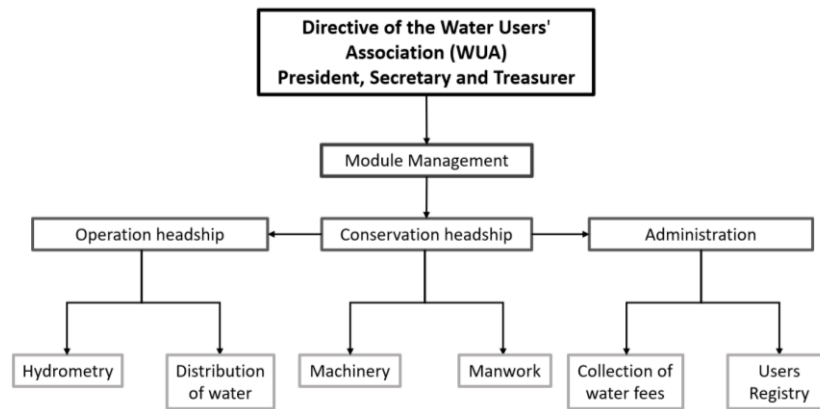 Directive of the Water Users'
Association (WUA)
President, Secretary and Treasurer
Module Management
Operation headship
Conservation headship
Administration
Hydrometry
Distribution
of water
Machinery
Manwork
Collection of
water fees
Users
Registry